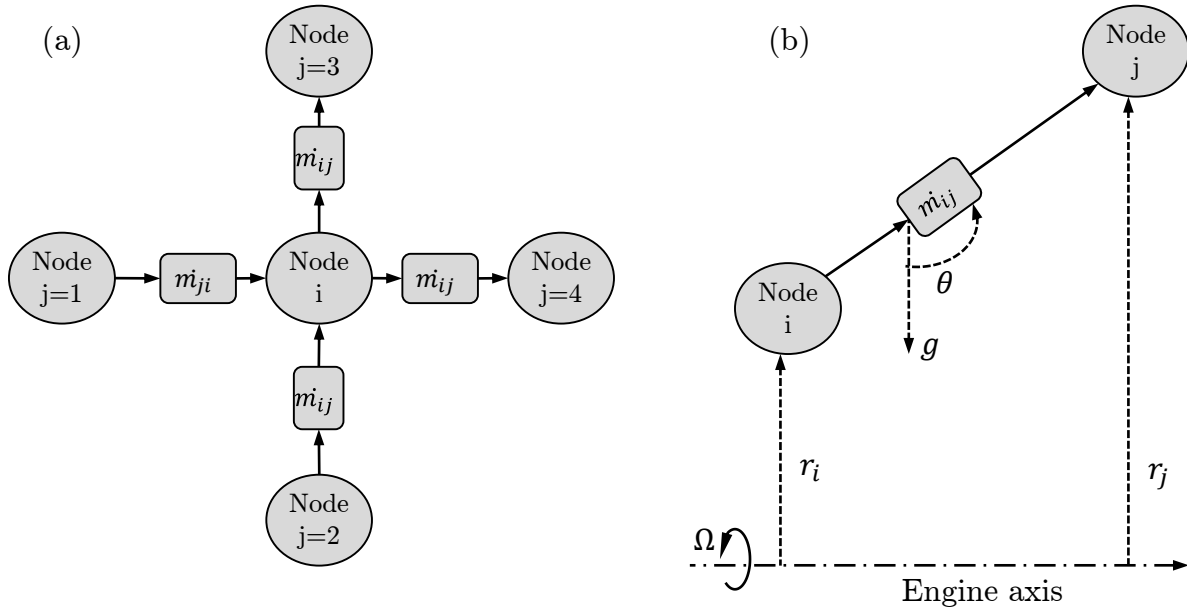 (a)
Node
j=3
ṁij
Node
j=1
ṁji
Node
i
ṁij
Node
j=4
ṁij
Node
j=2
(b)
Node
j
ṁij
θ
g
Node
i
ri
rj
Ω
Engine axis